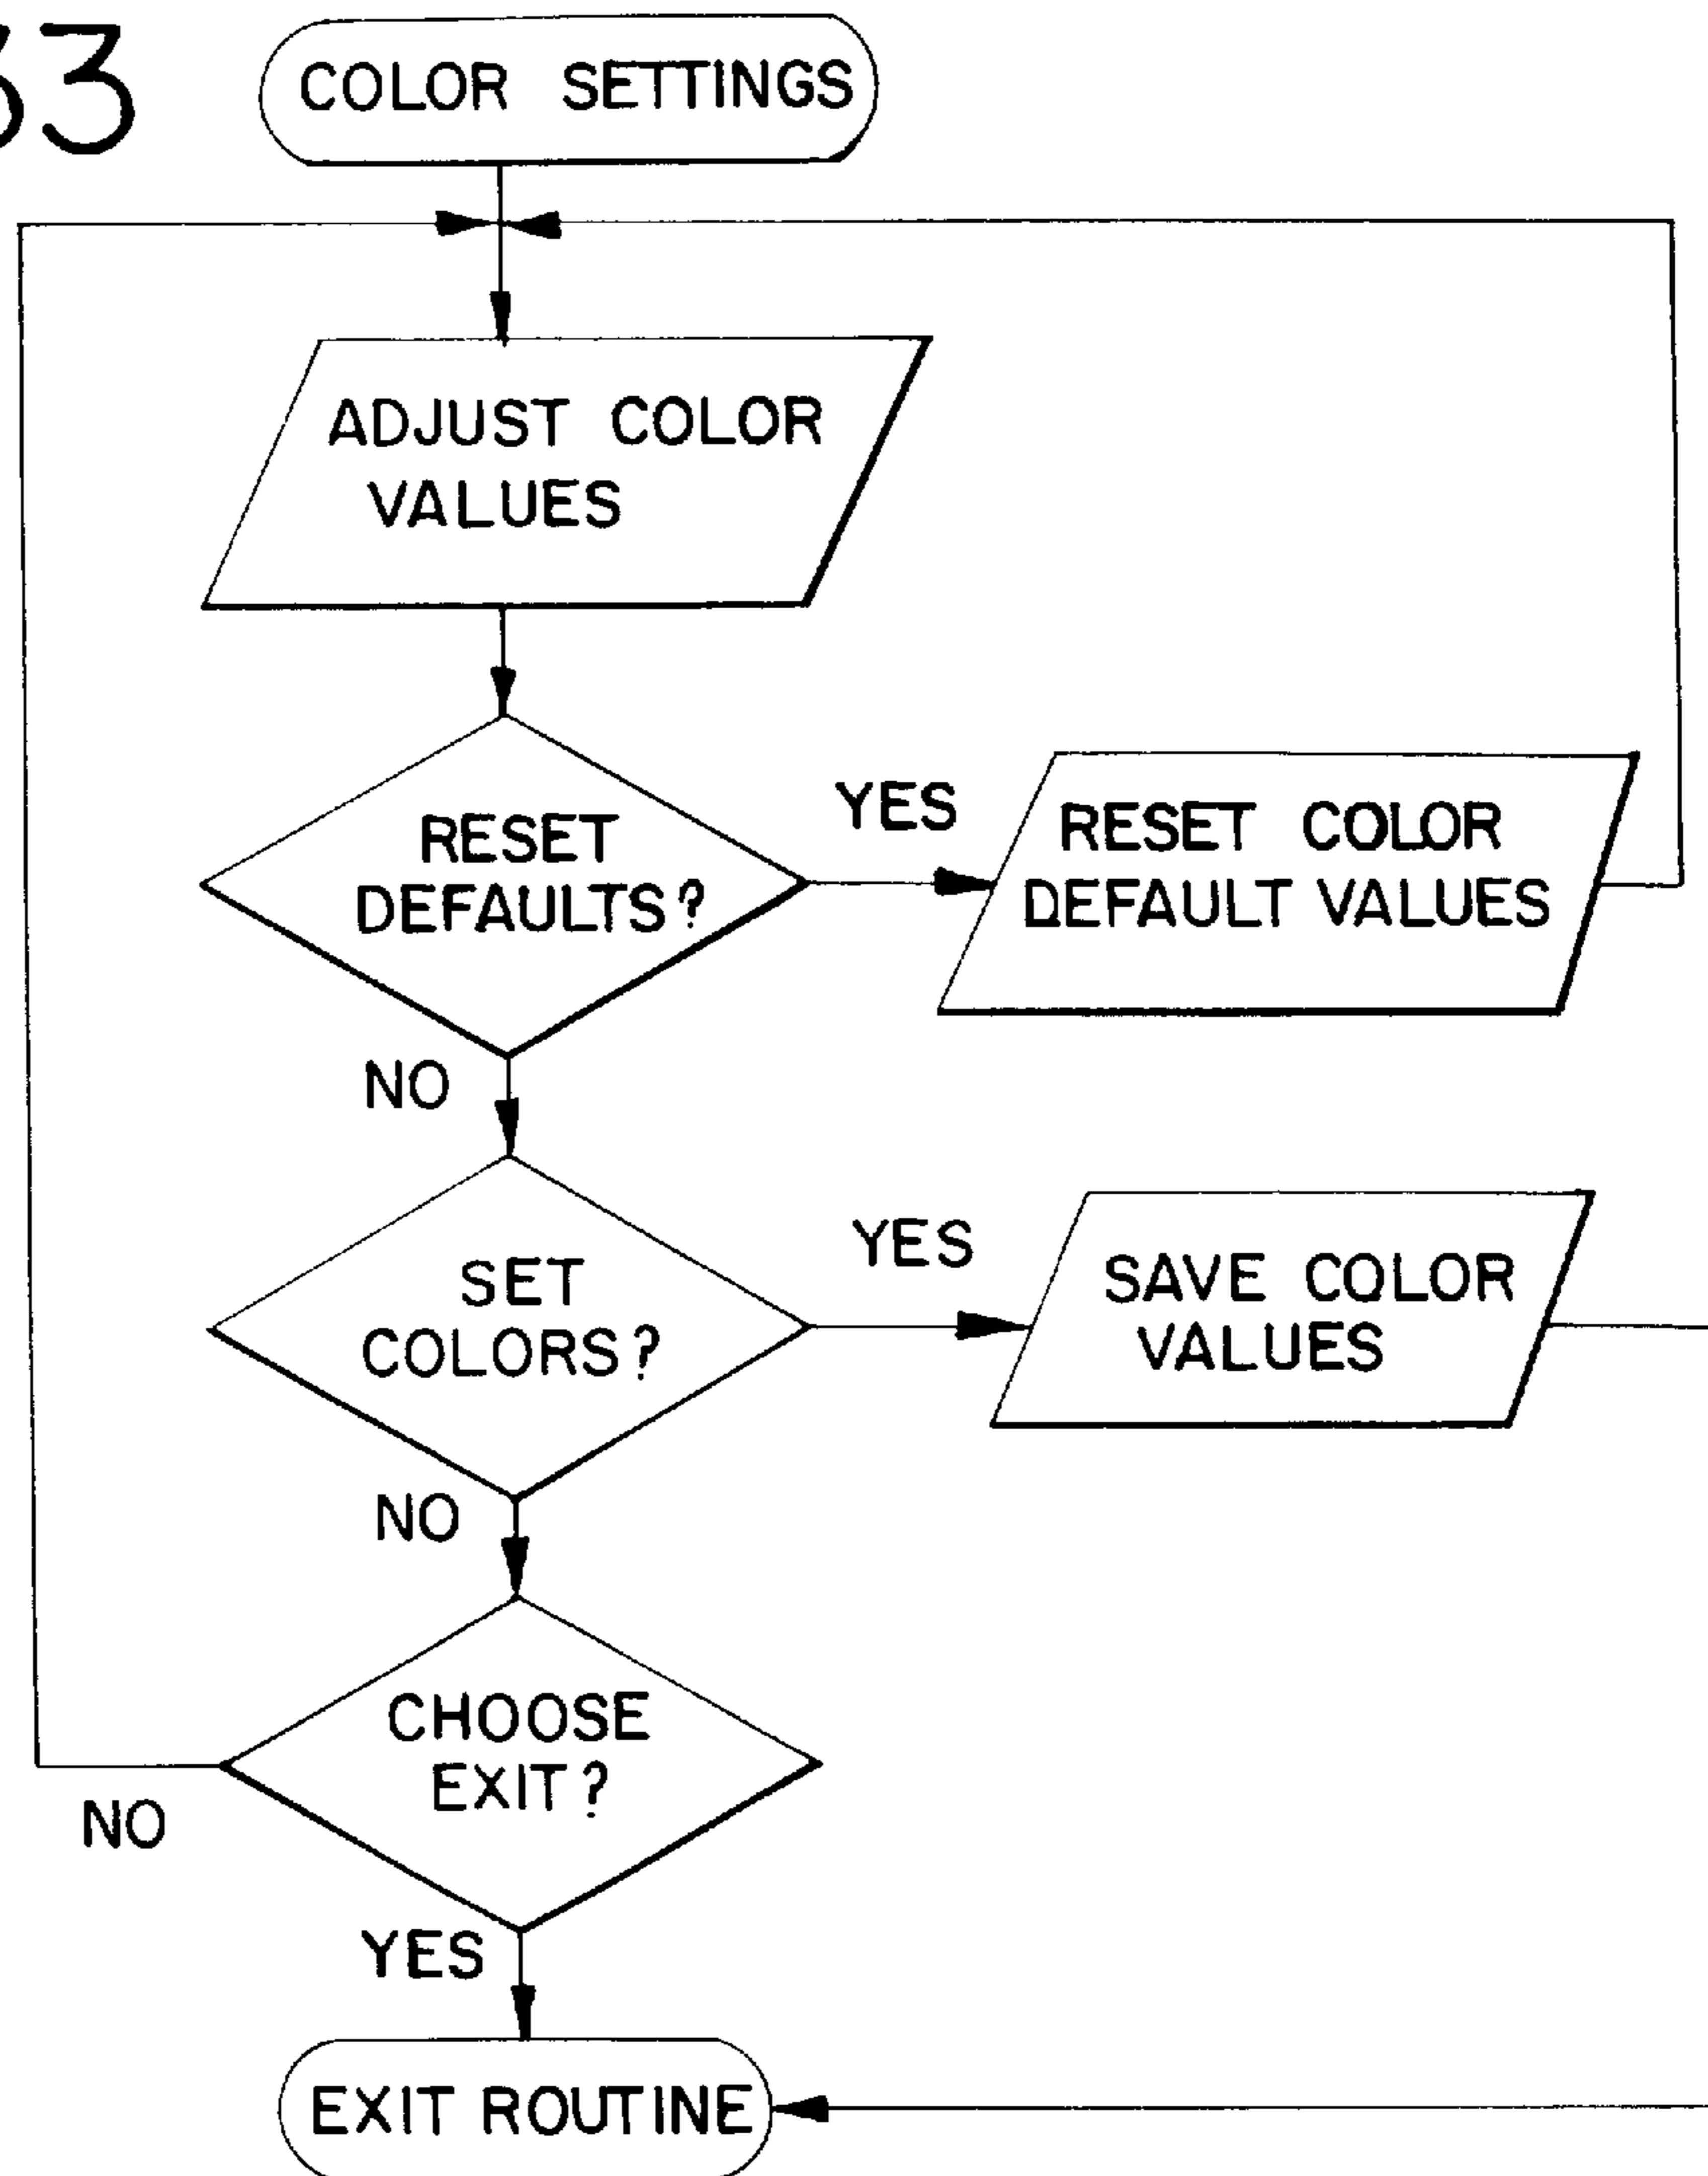 33
COLOR SETTINGS
ADJUST COLOR
VALUES
RESET
DEFAULTS?
YES
RESET COLOR
DEFAULT VALUES
NO
SET
COLORS?
YES
SAVE COLOR
VALUES
NO
CHOOSE
EXIT?
NO
YES
EXIT ROUTINE